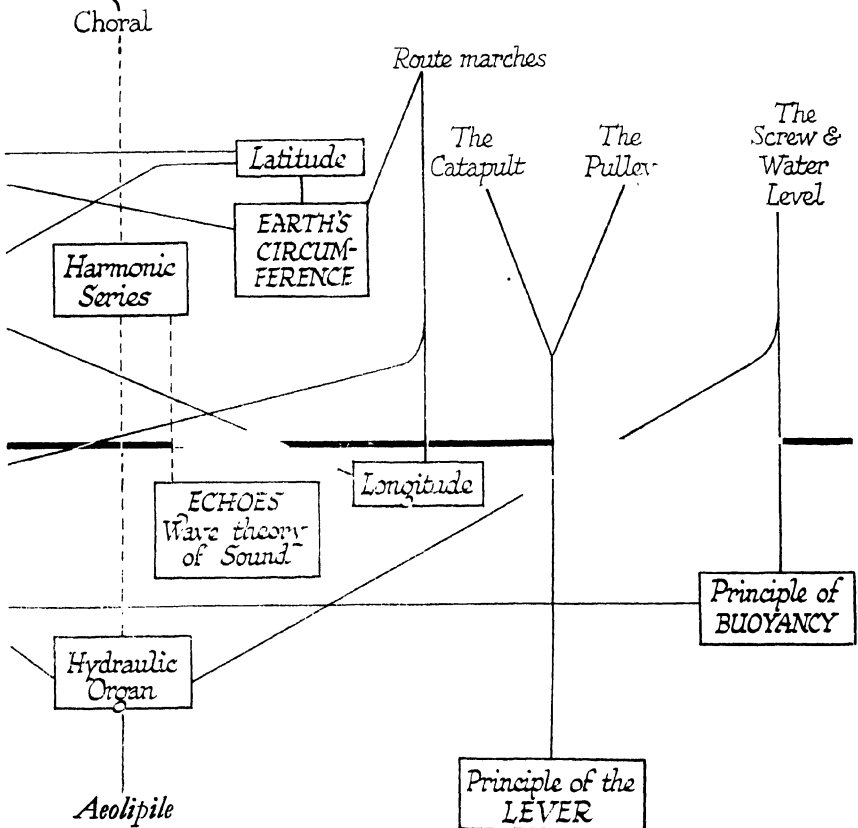 Choral
Route marches
The
Catapult
The
Pulley
The
Screw &
Water
Level
Latitude
EARTH'S
CIRCUM-
FERENCE
Harmonic
Series
Longitude
ECHOES
Wave theory
of Sound
Principle of
BUOYANCY
Hydraulic
Organ
Aeolipile
Principle of the
LEVER